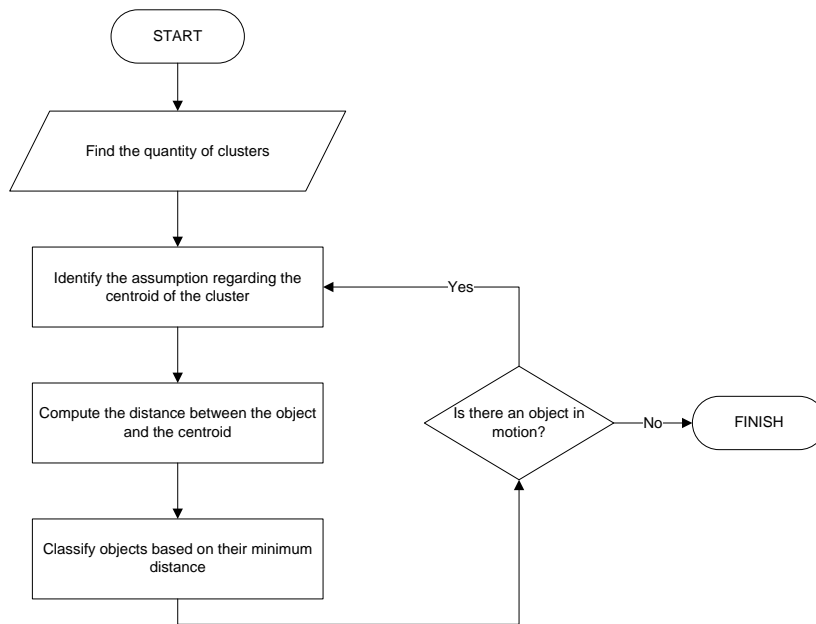 START
Find the quantity of clusters
Identify the assumption regarding the
centroid of the cluster
Compute the distance between the object
and the centroid
Classify objects based on their minimum
distance
Yes
Is there an object in
motion?
No
FINISH